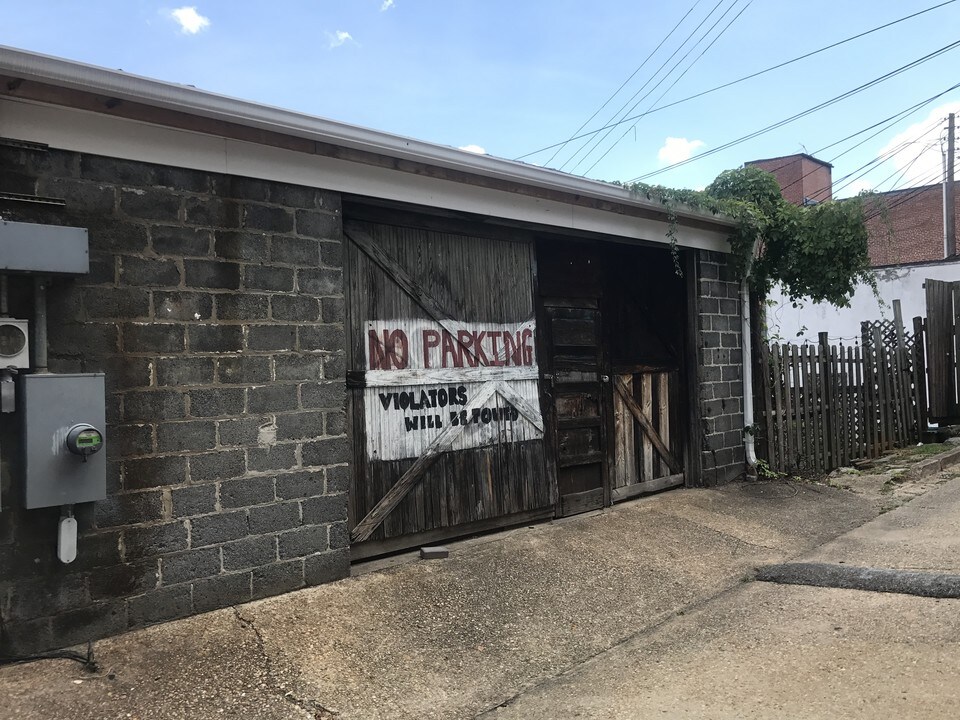 NO PARKING
VIOLATORS
WILL BE TOWED